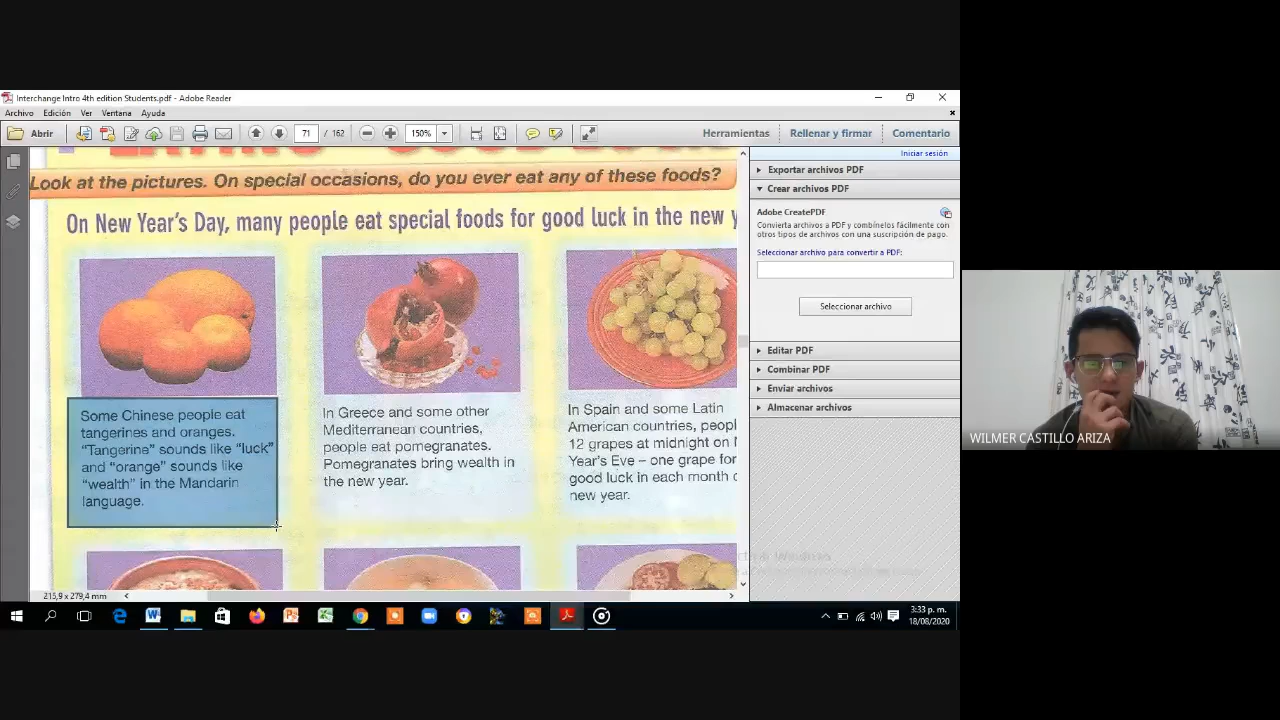 Interchange Intro 4th edition Students.pdf - Adobe Reader
Archivo Edición Ver Ventana Ayuda
Abrir 71 / 162 150% Herramientas Rellenar y firmar Comentario
Iniciar sesión
Look at the pictures. On special occasions, do you ever eat any of these foods?
On New Year's Day, many people eat special foods for good luck in the new y
Some Chinese people eat
tangerines and oranges.
“Tangerine” sounds like “luck”
and “orange” sounds like
“wealth” in the Mandarin
language.
In Greece and some other
Mediterranean countries,
people eat pomegranates.
Pomegranates bring wealth in
the new year.
In Spain and some Latin
American countries, peopl
12 grapes at midnight on
Year's Eve – one grape for
good luck in each month
new year.
Exportar archivos PDF
Crear archivos PDF
Adobe CreatePDF
Convierta archivos a PDF y combínelos fácilmente con
otros tipos de archivos con una suscripción de pago.
Seleccionar archivo para convertir a PDF:
Seleccionar archivo
Editar PDF
Combinar PDF
Enviar archivos
Almacenar archivos
215,9 x 279,4 mm
3:33 p. m.
18/08/2020
WILMER CASTILLO ARIZA